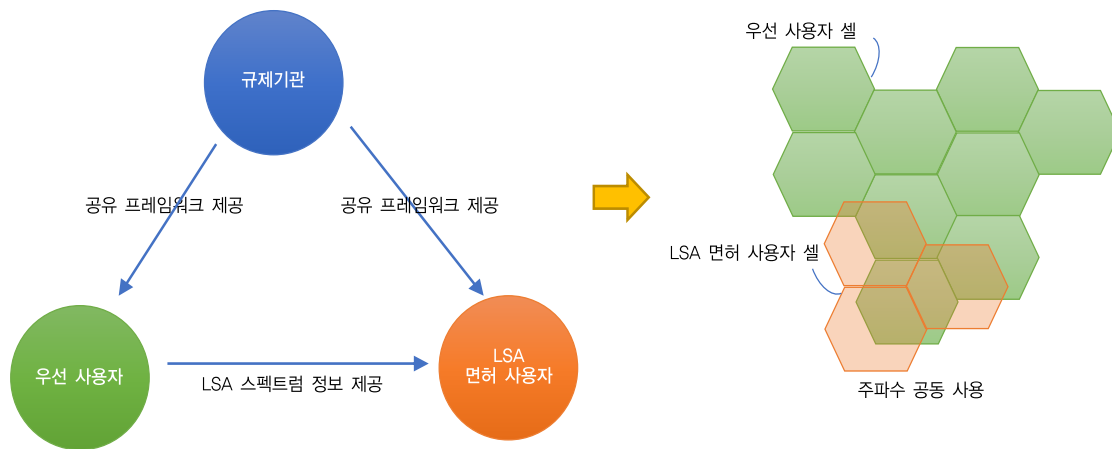 규제기관
공유 프레임워크 제공
공유 프레임워크 제공
우선 사용자
LSA
면허 사용자
LSA 스펙트럼 정보 제공
우선 사용자 셀
LSA 면허 사용자 셀
주파수 공동 사용